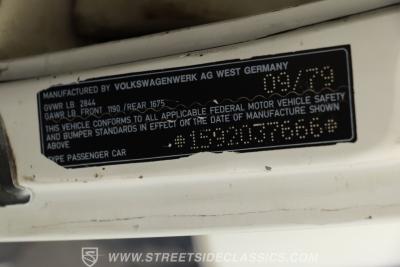 MANUFACTURED BY VOLKSWAGENWERK AG WEST GERMANY
GVWR LB 2844 09/79
GAWR LB FRONT 1190 /REAR 1675
THIS VEHICLE CONFORMS TO ALL APPLICABLE FEDERAL MOTOR VEHICLE SAFETY
AND BUMPER STANDARDS IN EFFECT ON THE DATE OF MANUFACTURE SHOWN
ABOVE
*1592037666*
TYPE PASSENGER CAR
WWW.STREETSIDECLASSICS.COM